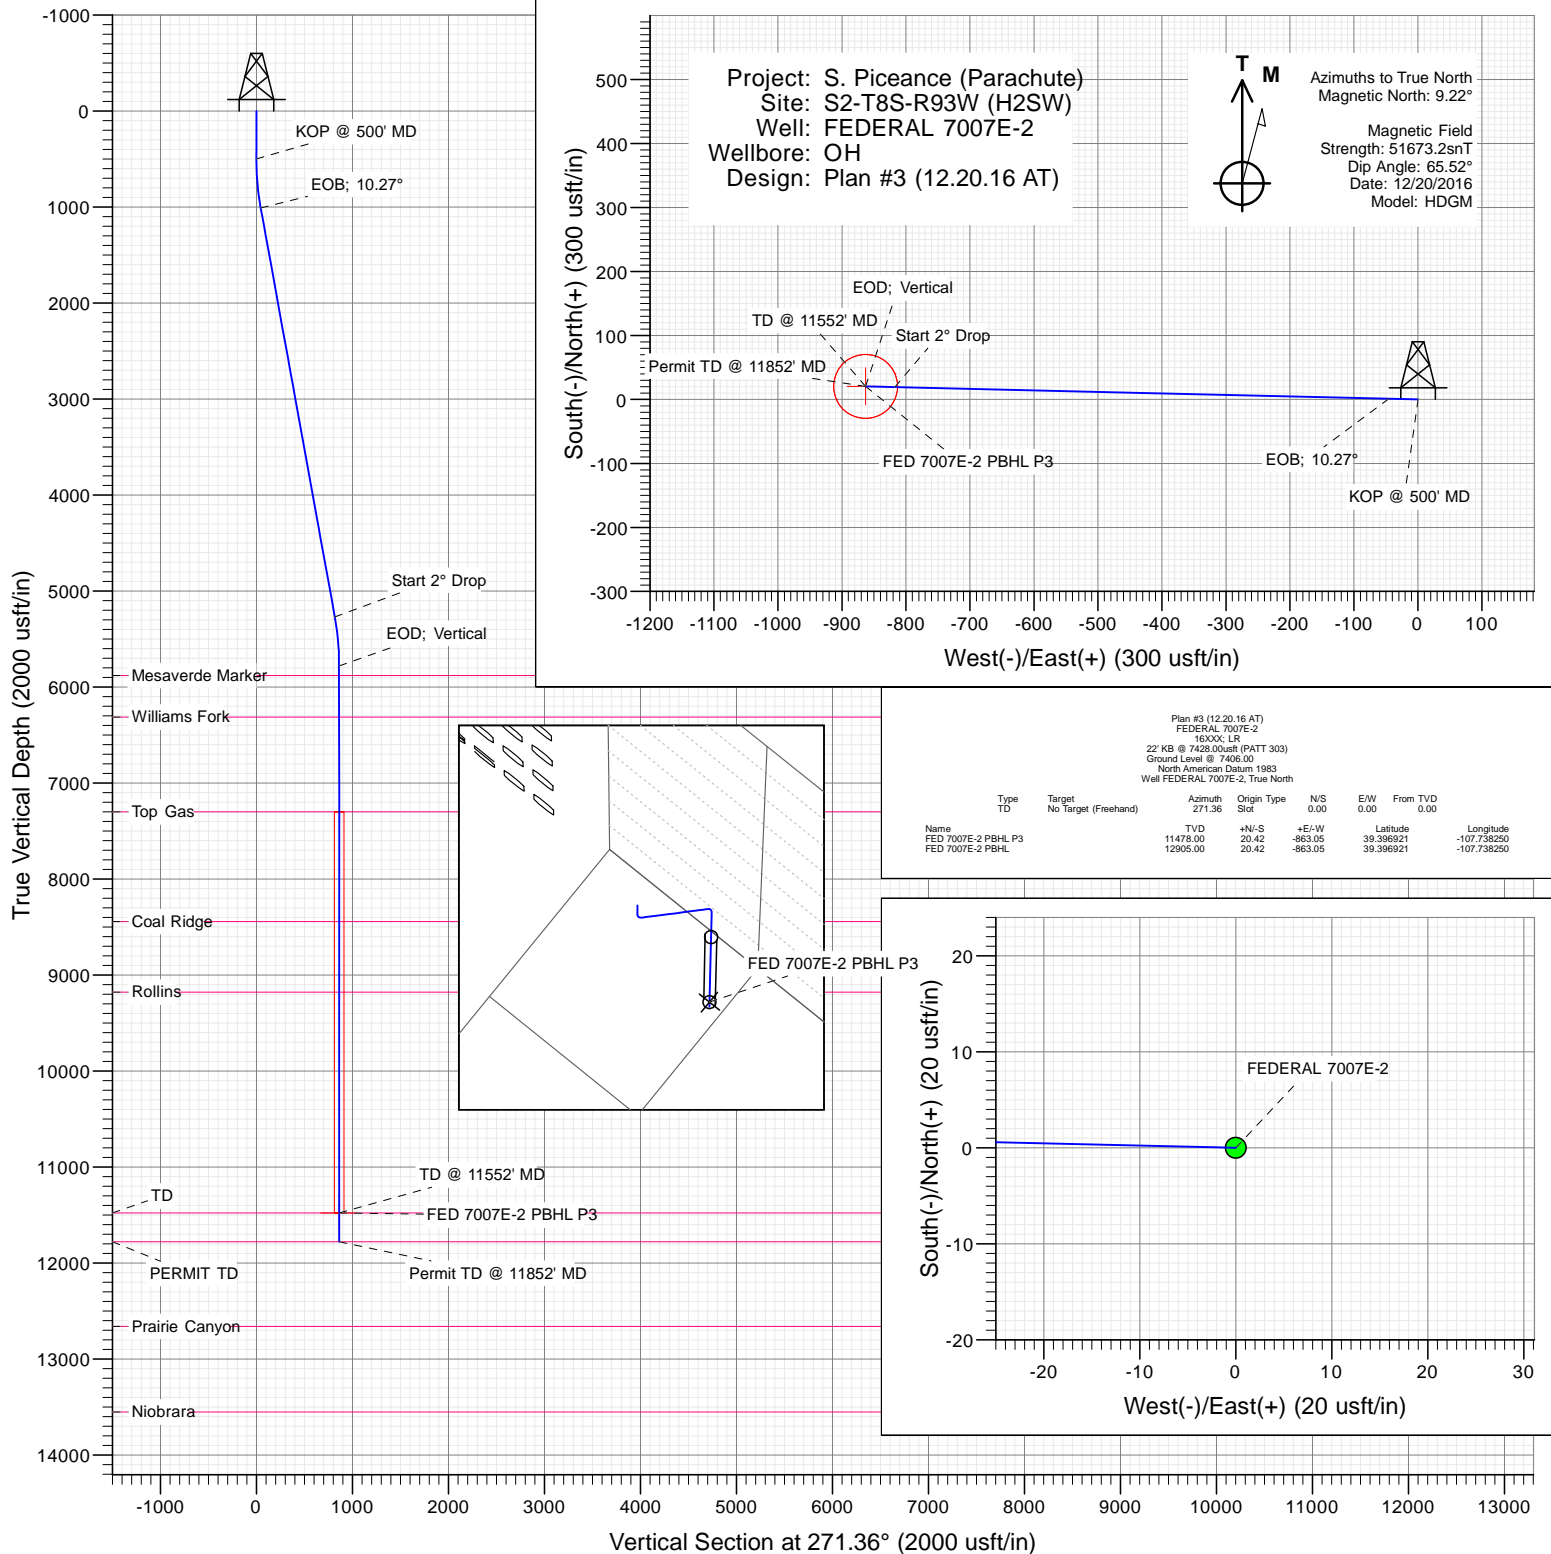 -1000
0
1000
2000
3000
4000
5000
6000
7000
8000
9000
10000
11000
12000
13000
14000
True Vertical Depth (2000 usft/in)
-1000
0
1000
2000
3000
4000
5000
6000
7000
8000
9000
10000
11000
12000
13000
Vertical Section at 271.36° (2000 usft/in)
KOP @ 500' MD
EOB; 10.27°
Start 2° Drop
EOD; Vertical
Mesaverde Marker
Williams Fork
Top Gas
Coal Ridge
Rollins
TD @ 11552' MD
TD
FED 7007E-2 PBHL P3
PERMIT TD
Permit TD @ 11852' MD
Prairie Canyon
Niobrara
FED 7007E-2 PBHL P3
Project: S. Piceance (Parachute)
Site: S2-T8S-R93W (H2SW)
Well: FEDERAL 7007E-2
Wellbore: OH
Design: Plan #3 (12.20.16 AT)
T
M
Azimuths to True North
Magnetic North: 9.22°
Magnetic Field
Strength: 51673.2snT
Dip Angle: 65.52°
Date: 12/20/2016
Model: HDGM
500
400
300
200
100
0
-100
-200
-300
South(-)/North(+) (300 usft/in)
EOD; Vertical
TD @ 11552' MD
Start 2° Drop
Permit TD @ 11852' MD
FED 7007E-2 PBHL P3
EOB; 10.27°
KOP @ 500' MD
-1200
-1100
-1000
-900
-800
-700
-600
-500
-400
-300
-200
-100
0
100
West(-)/East(+) (300 usft/in)
Plan #3 (12.20.16 AT)
FEDERAL 7007E-2
16XXX; LR
22' KB @ 7428.00usft (PATT 303)
Ground Level @ 7406.00
North American Datum 1983
Well FEDERAL 7007E-2, True North
Type Target Azimuth Origin Type N/S E/W From TVD
TD No Target (Freehand) 271.36 Slot 0.00 0.00 0.00
Name TVD +N/-S +E/-W Latitude Longitude
FED 7007E-2 PBHL P3 11478.00 20.42 -863.05 39.396921 -107.738250
FED 7007E-2 PBHL 12905.00 20.42 -863.05 39.396921 -107.738250
20
10
0
-10
-20
South(-)/North(+) (20 usft/in)
FEDERAL 7007E-2
-20
-10
0
10
20
30
West(-)/East(+) (20 usft/in)